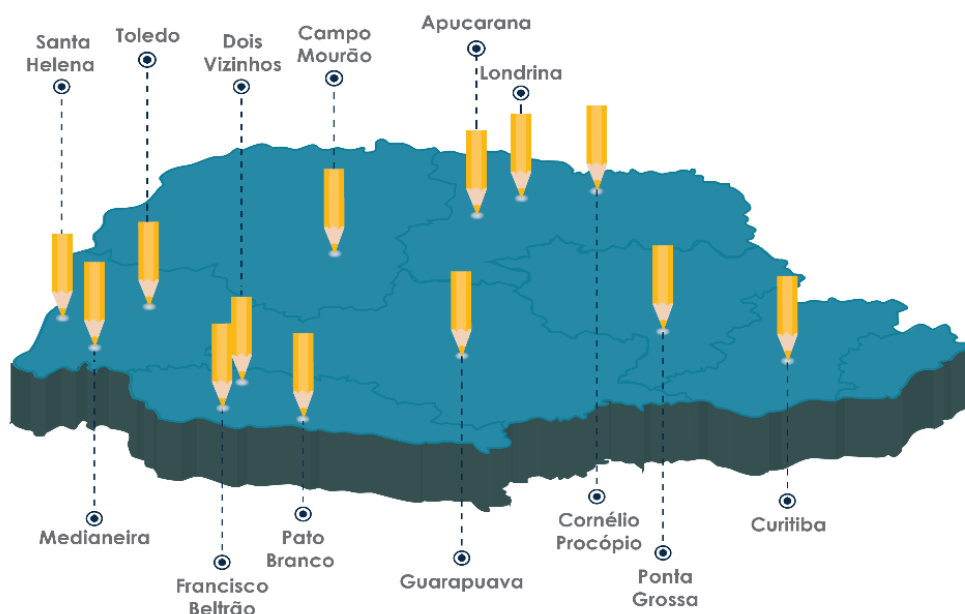 Santa
Helena
Toledo
Dois
Vizinhos
Campo
Mourão
Apucarana
Londrina
Medianeira
Francisco
Beltrão
Pato
Branco
Guarapuava
Cornélio
Procópio
Ponta
Grossa
Curitiba